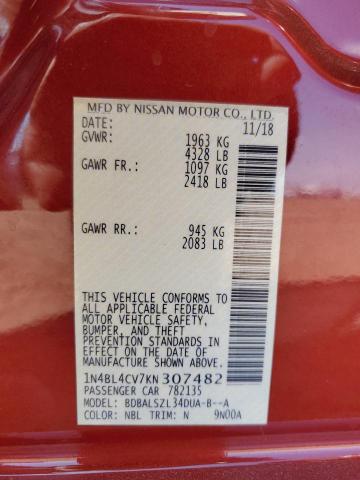 MFD BY NISSAN MOTOR CO., LTD.
DATE: 11/18
GVWR: 1963 KG
4328 LB
GAWR FR.: 1097 KG
2418 LB
GAWR RR.: 945 KG
2083 LB
THIS VEHICLE CONFORMS TO
ALL APPLICABLE FEDERAL
MOTOR VEHICLE SAFETY,
BUMPER, AND THEFT
PREVENTION STANDARDS IN
EFFECT ON THE DATE OF
MANUFACTURE SHOWN ABOVE.
1N4BL4CV7KN307482
PASSENGER CAR 782135
MODEL: BDBALSZL34DUA-B--A
COLOR: NBL TRIM: N 9N00A